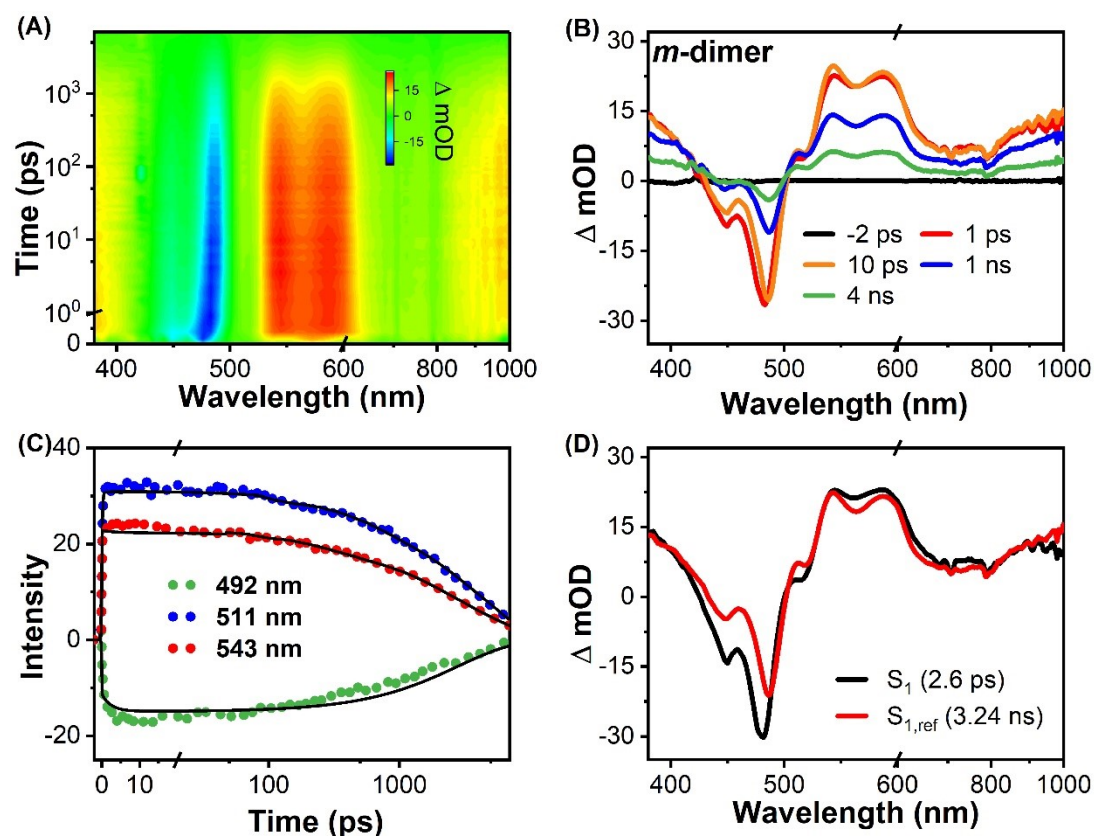 (A)
Time (ps)
10³
10²
10¹
10⁰
0
Δ mOD
15
0
-15
400 500 600 800 1000
Wavelength (nm)
(B)
m-dimer
Δ mOD
30
15
0
-15
-30
-2 ps 1 ps
10 ps 1 ns
4 ns
400 500 600 800 1000
Wavelength (nm)
(C)
Intensity
40
20
0
-20
492 nm
511 nm
543 nm
0 10 100 1000
Time (ps)
(D)
Δ mOD
30
15
0
-15
-30
S₁ (2.6 ps)
S₁,ref (3.24 ns)
400 500 600 800 1000
Wavelength (nm)